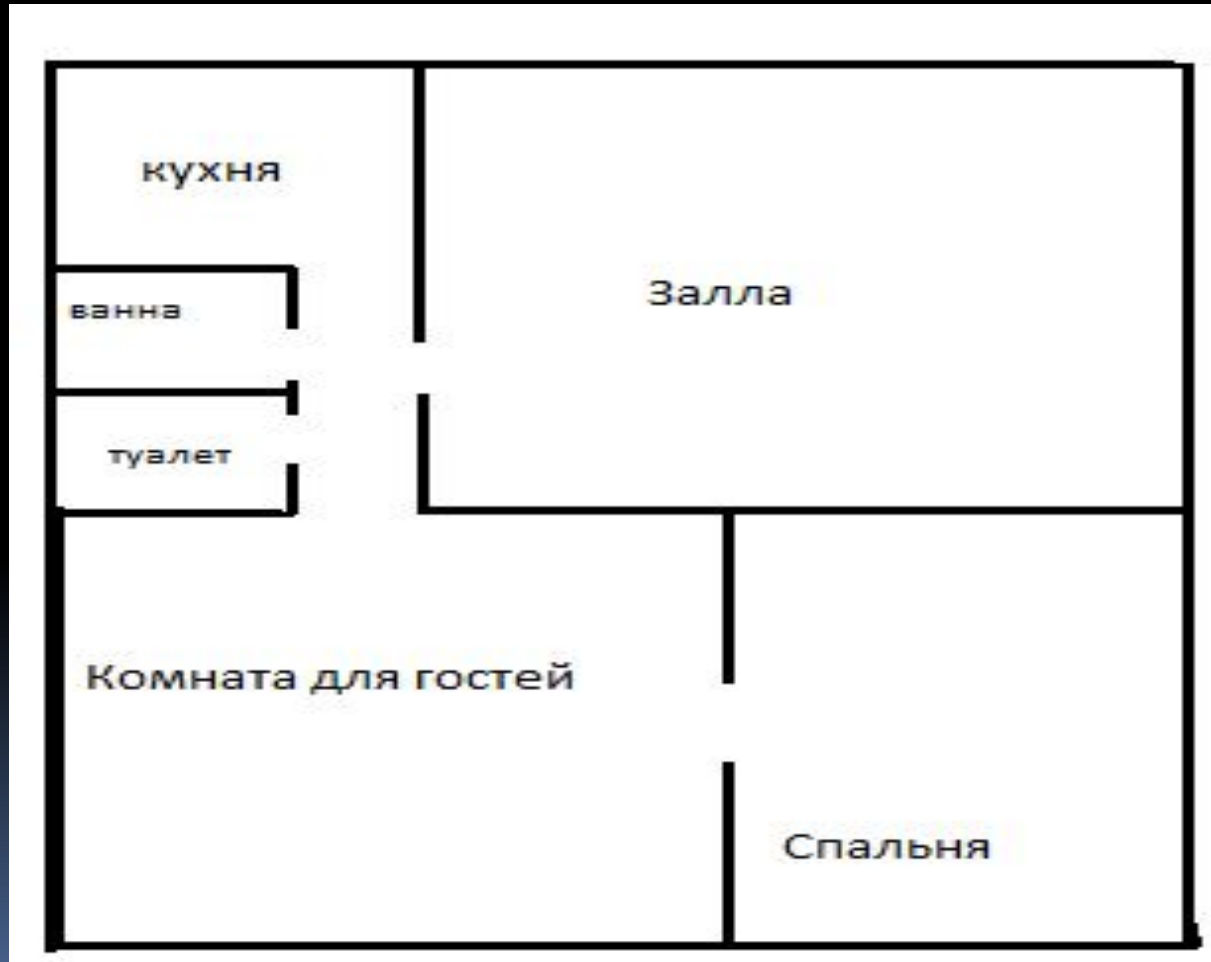 кухня
Залла
ванна
туалет
Комната для гостей
Спальня